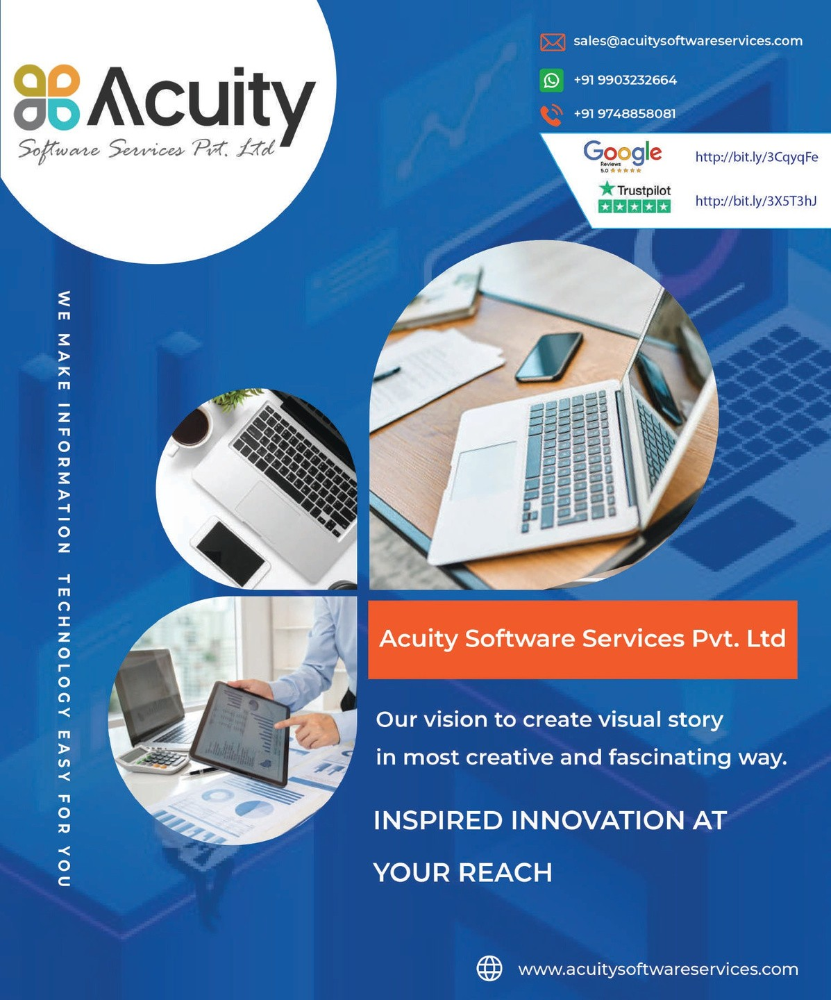 Acuity
Software Services Pvt. Ltd
sales@acuitysoftwareservices.com
+91 9903232664
+91 9748858081
Google
Reviews
5.0
http://bit.ly/3CqyqFe
Trustpilot
http://bit.ly/3X5T3hJ
WE MAKE INFORMATION TECHNOLOGY EASY FOR YOU
Acuity Software Services Pvt. Ltd
Our vision to create visual story
in most creative and fascinating way.
INSPIRED INNOVATION AT
YOUR REACH
www.acuitysoftwareservices.com